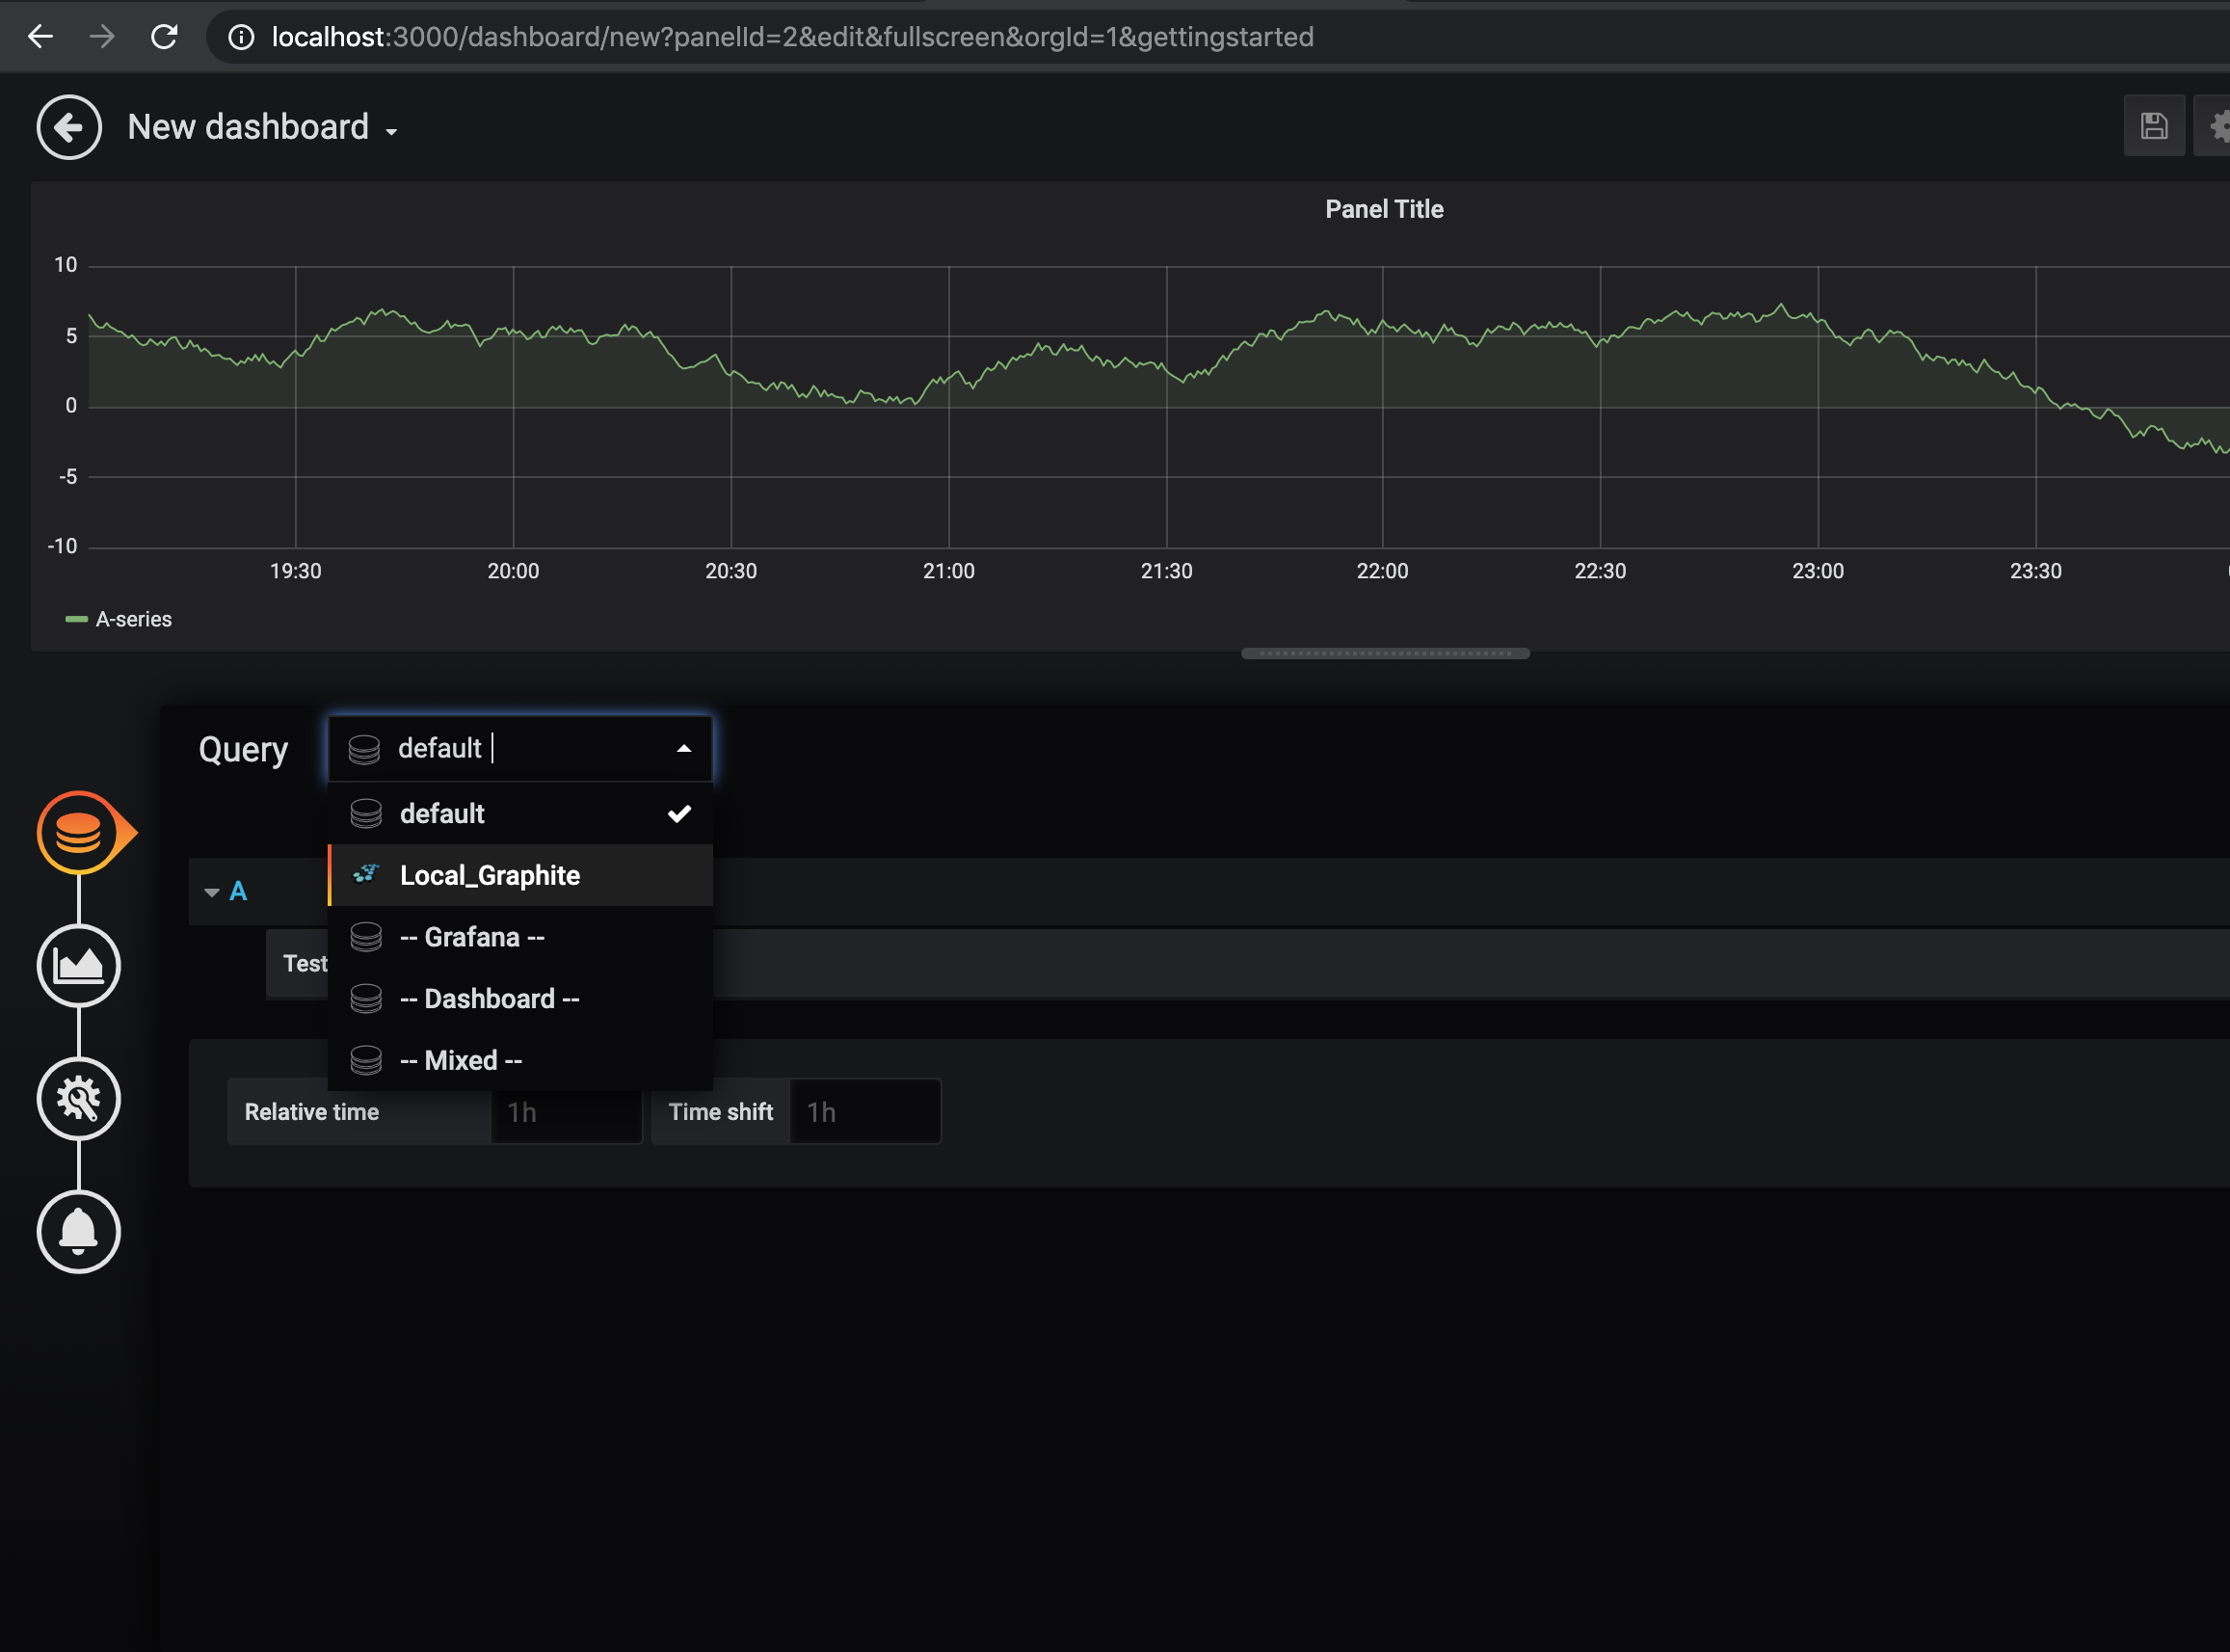 localhost:3000/dashboard/new?panelId=2&edit&fullscreen&orgId=1&gettingstarted
New dashboard
Panel Title
10
5
0
-5
-10
19:30 20:00 20:30 21:00 21:30 22:00 22:30 23:00 23:30
A-series
Query default
default
Local_Graphite
A
-- Grafana --
Test
-- Dashboard --
-- Mixed --
Relative time 1h Time shift 1h